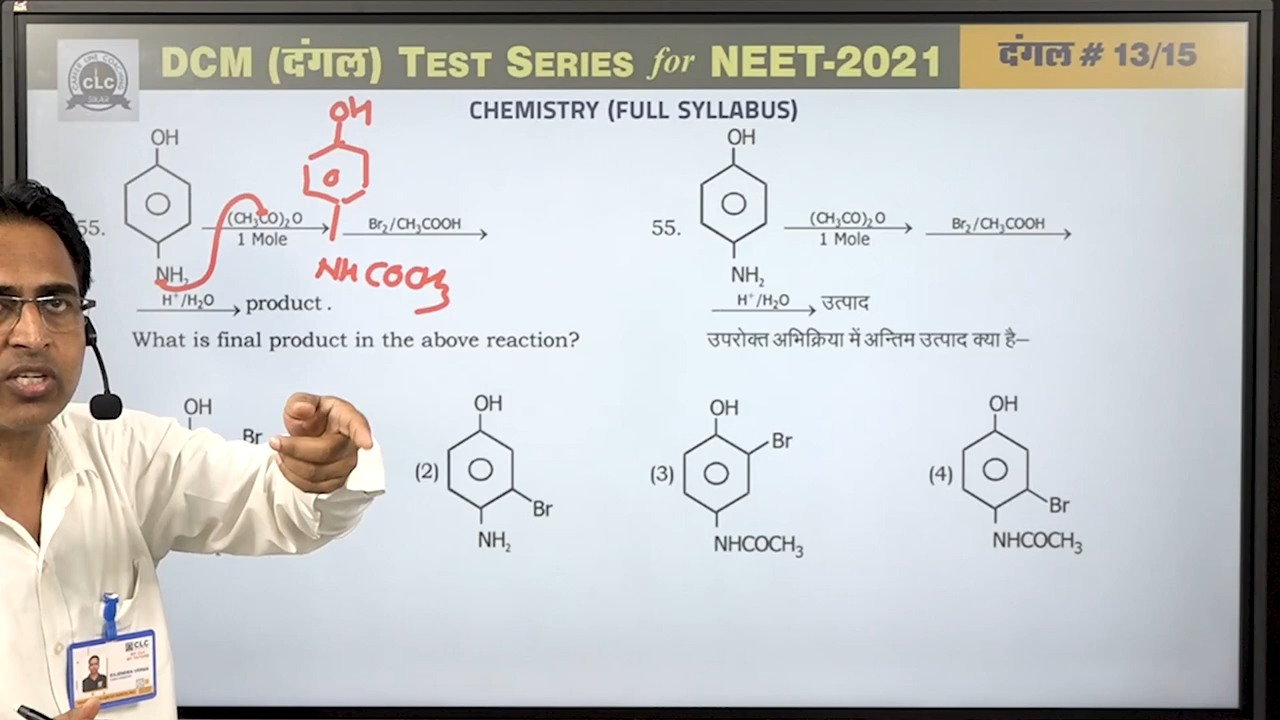 DCM (दंगल) TEST SERIES for NEET-2021
दंगल # 13/15
CLC
SIKAR
CHEMISTRY (FULL SYLLABUS)
OH
OH
55.
(CH₃CO)₂O
1 Mole
Br₂/CH₃COOH
NH₂
NHCOCH₃
H⁺/H₂O product.
What is final product in the above reaction?
OH
Br
(2)
OH
Br
NH₂
OH
55.
(CH₃CO)₂O
1 Mole
Br₂/CH₃COOH
NH₂
H⁺/H₂O उत्पाद
उपरोक्त अभिक्रिया में अन्तिम उत्पाद क्या है–
(3)
OH
Br
NHCOCH₃
(4)
OH
Br
NHCOCH₃
CLC